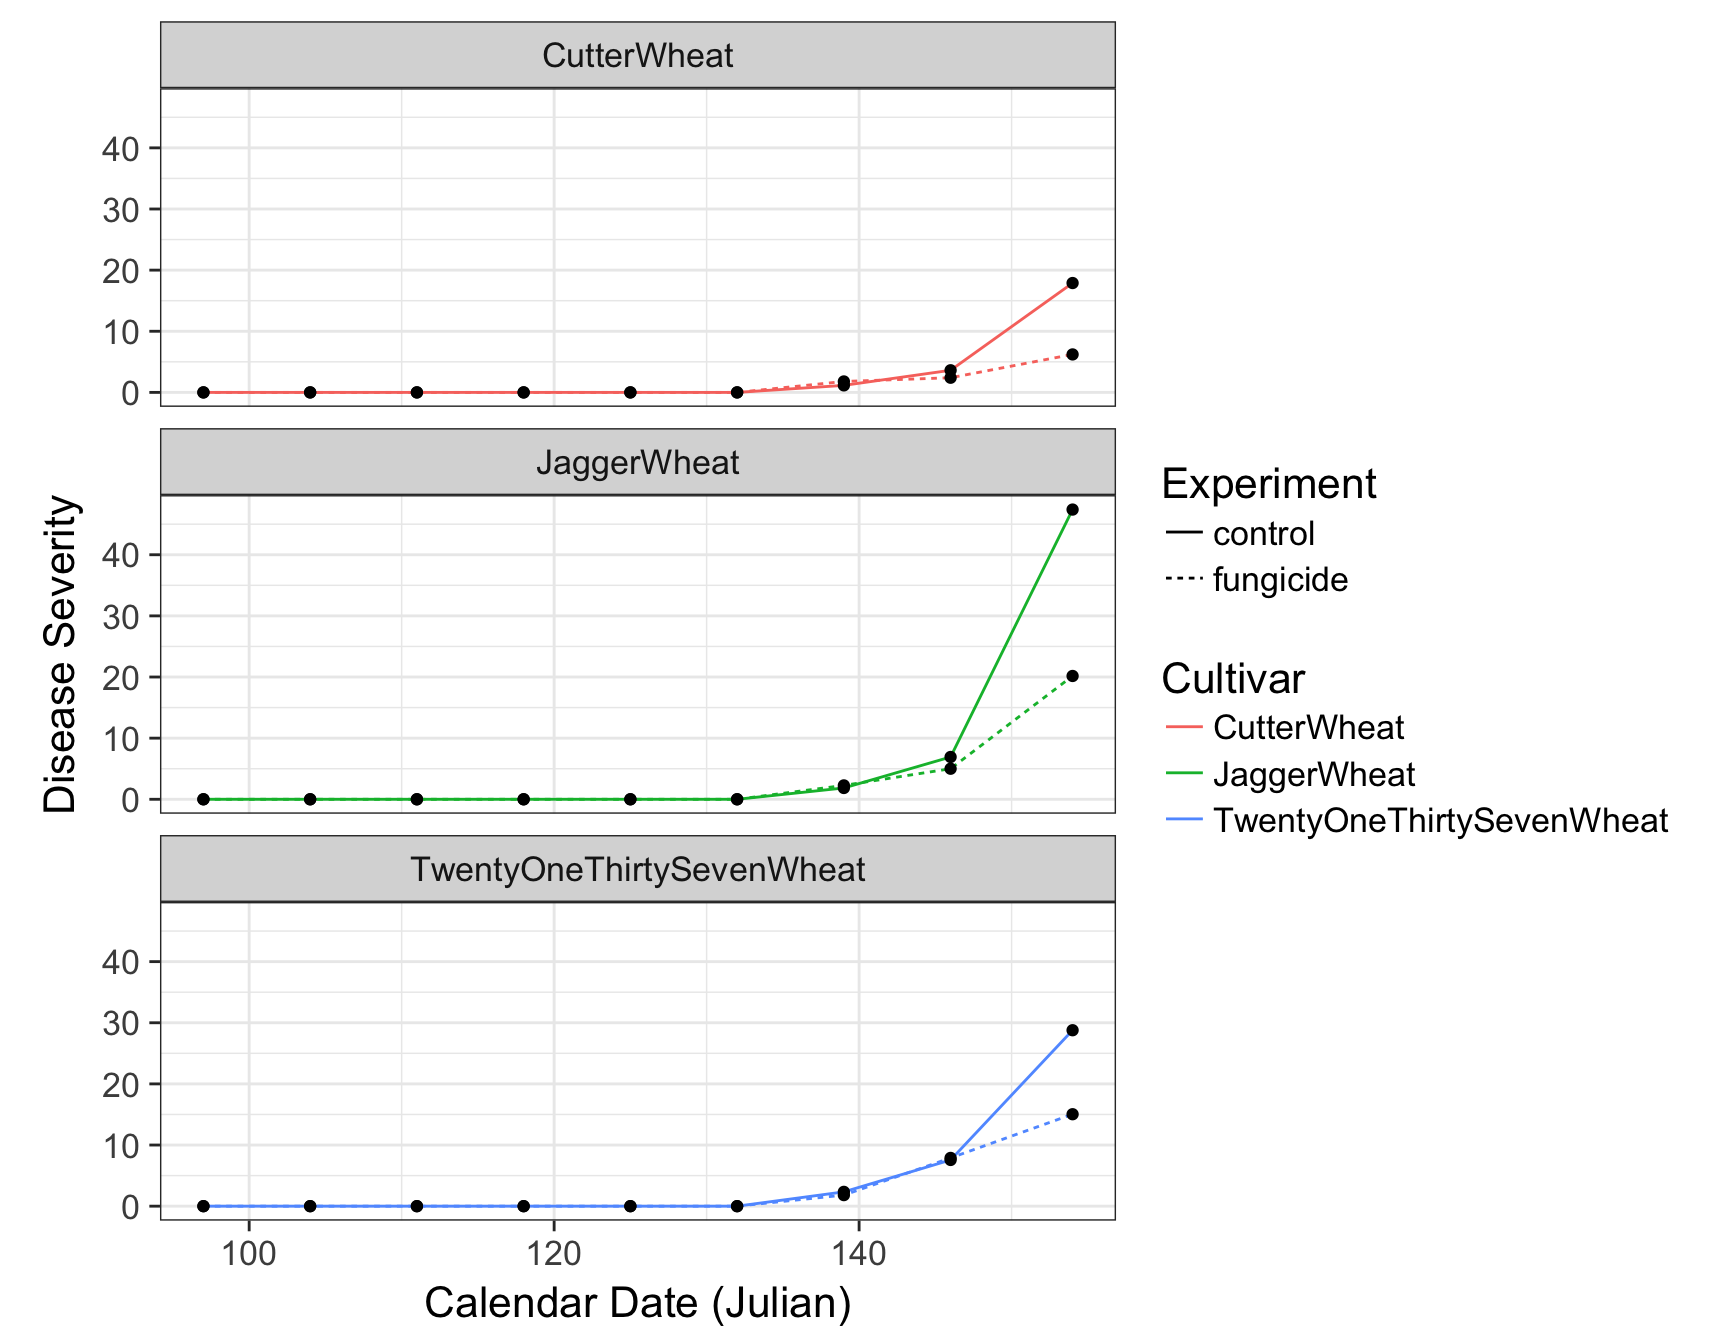 CutterWheat
40
30
20
10
0
JaggerWheat
40
30
20
10
0
TwentyOneThirtySevenWheat
40
30
20
10
0
100 120 140
Calendar Date (Julian)
Disease Severity
Experiment
control
fungicide
Cultivar
CutterWheat
JaggerWheat
TwentyOneThirtySevenWheat